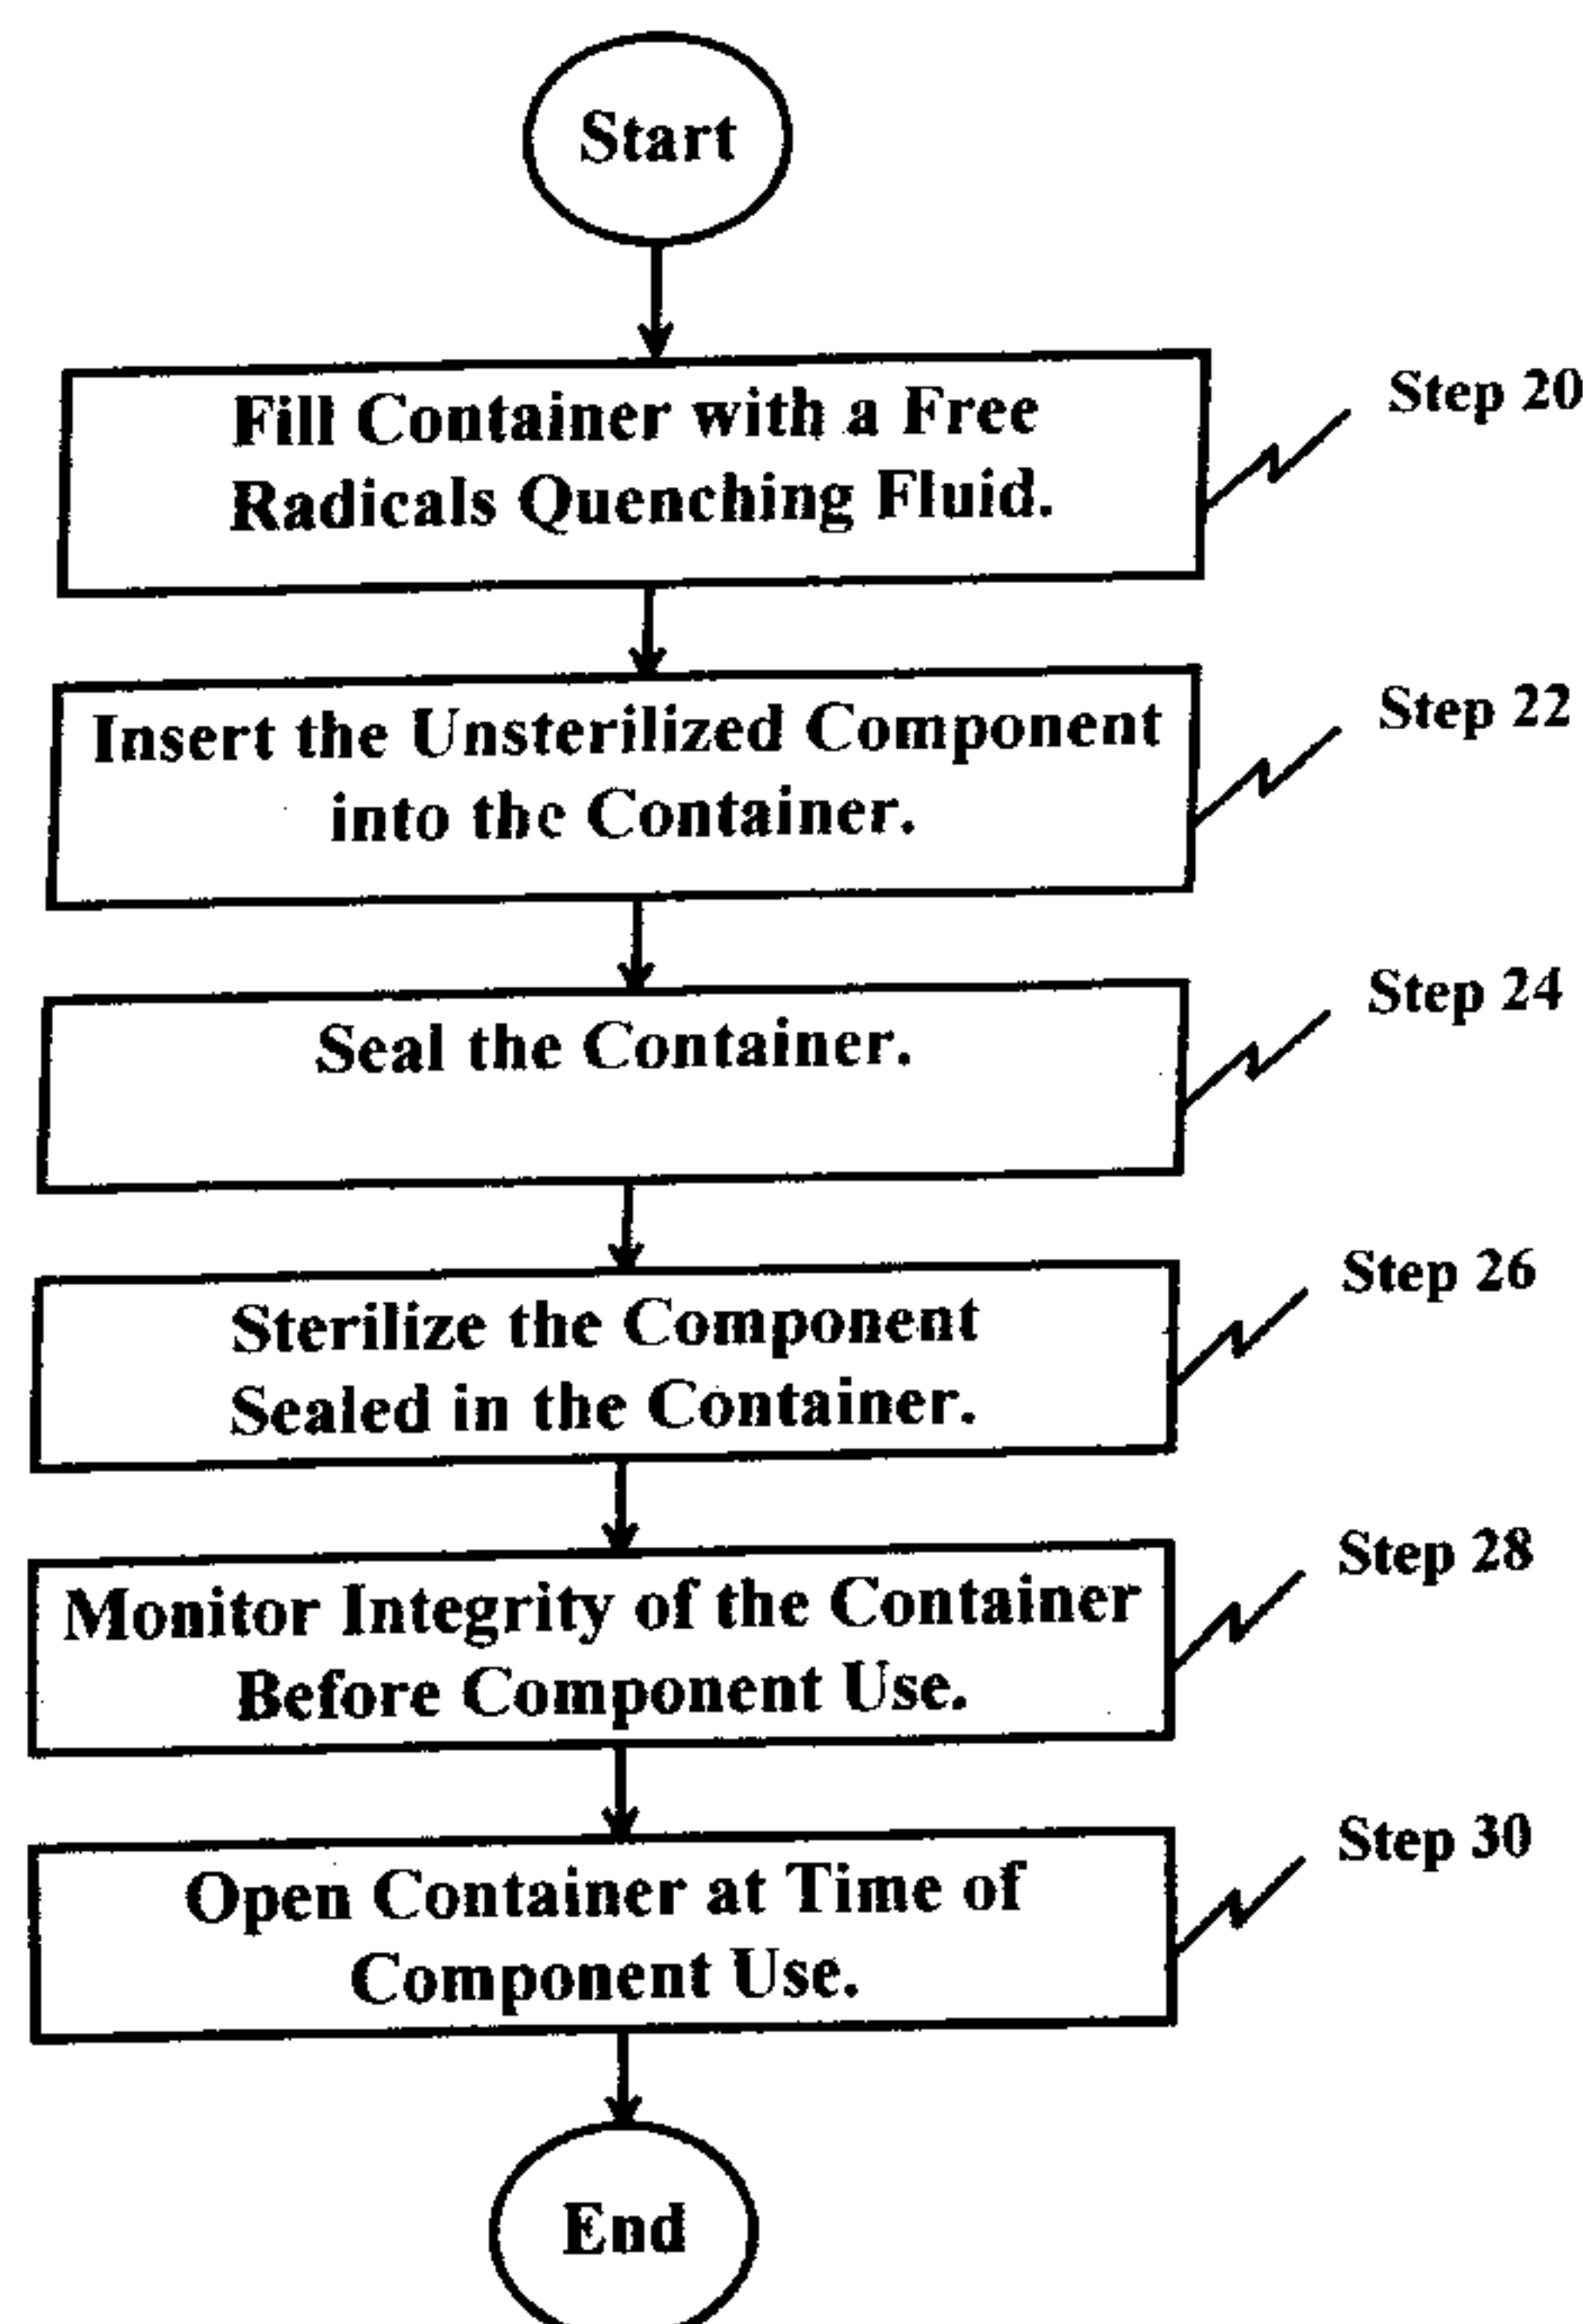 Start
Fill Container with a Free
Radicals Quenching Fluid.
Step 20
Insert the Unsterilized Component
into the Container.
Step 22
Seal the Container.
Step 24
Sterilize the Component
Sealed in the Container.
Step 26
Monitor Integrity of the Container
Before Component Use.
Step 28
Open Container at Time of
Component Use.
Step 30
End